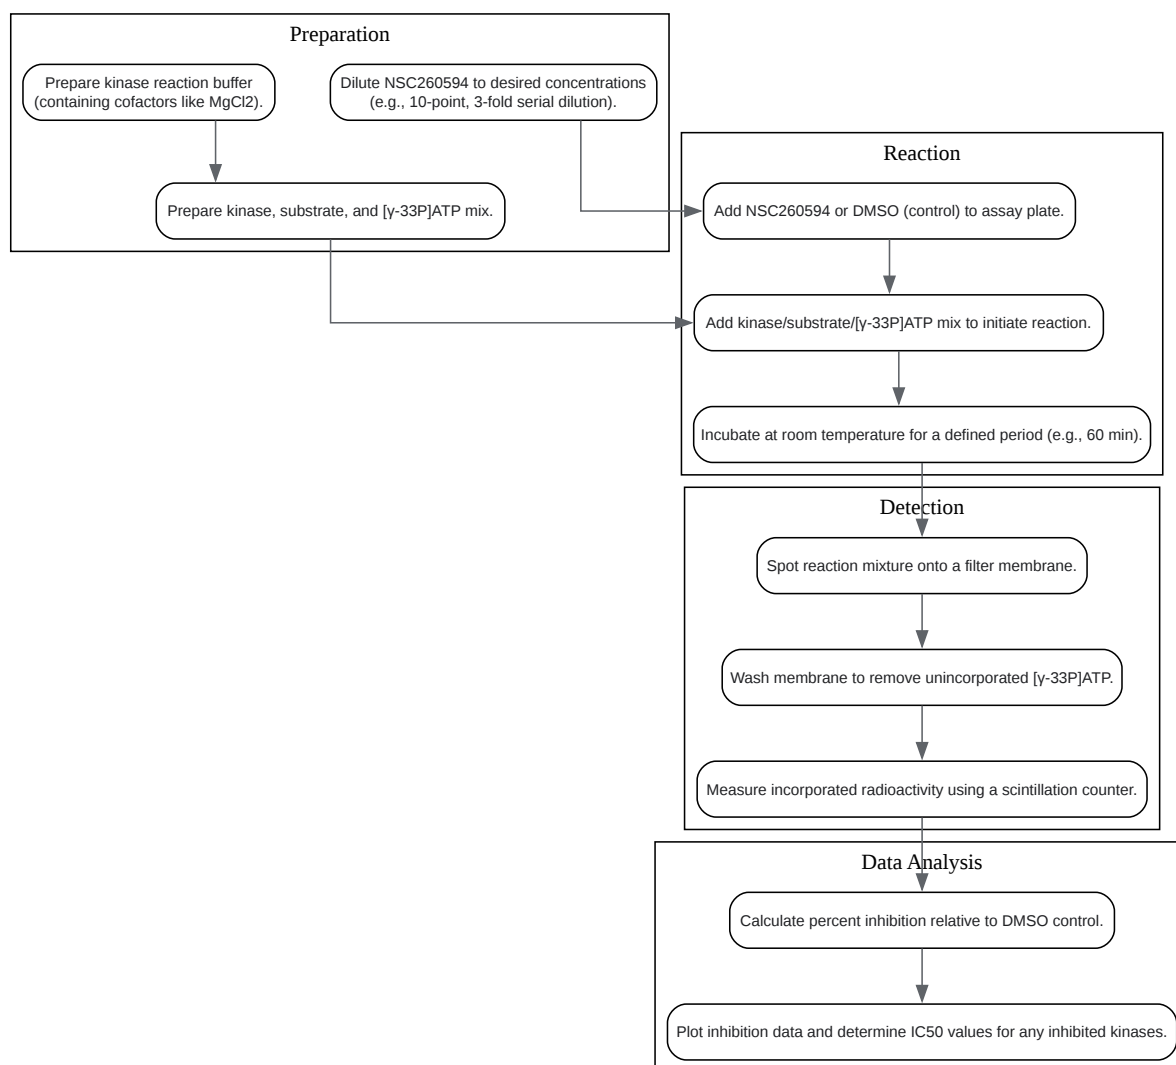 Preparation
Prepare kinase reaction buffer
(containing cofactors like MgCl2).
Dilute NSC260594 to desired concentrations
(e.g., 10-point, 3-fold serial dilution).
Prepare kinase, substrate, and [γ-33P]ATP mix.
Reaction
Add NSC260594 or DMSO (control) to assay plate.
Add kinase/substrate/[γ-33P]ATP mix to initiate reaction.
Incubate at room temperature for a defined period (e.g., 60 min).
Detection
Spot reaction mixture onto a filter membrane.
Wash membrane to remove unincorporated [γ-33P]ATP.
Measure incorporated radioactivity using a scintillation counter.
Data Analysis
Calculate percent inhibition relative to DMSO control.
Plot inhibition data and determine IC50 values for any inhibited kinases.